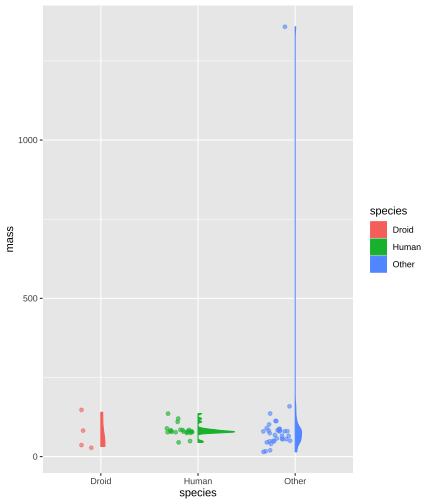 1000
500
0
mass
Droid
Human
Other
species
species
Droid
Human
Other